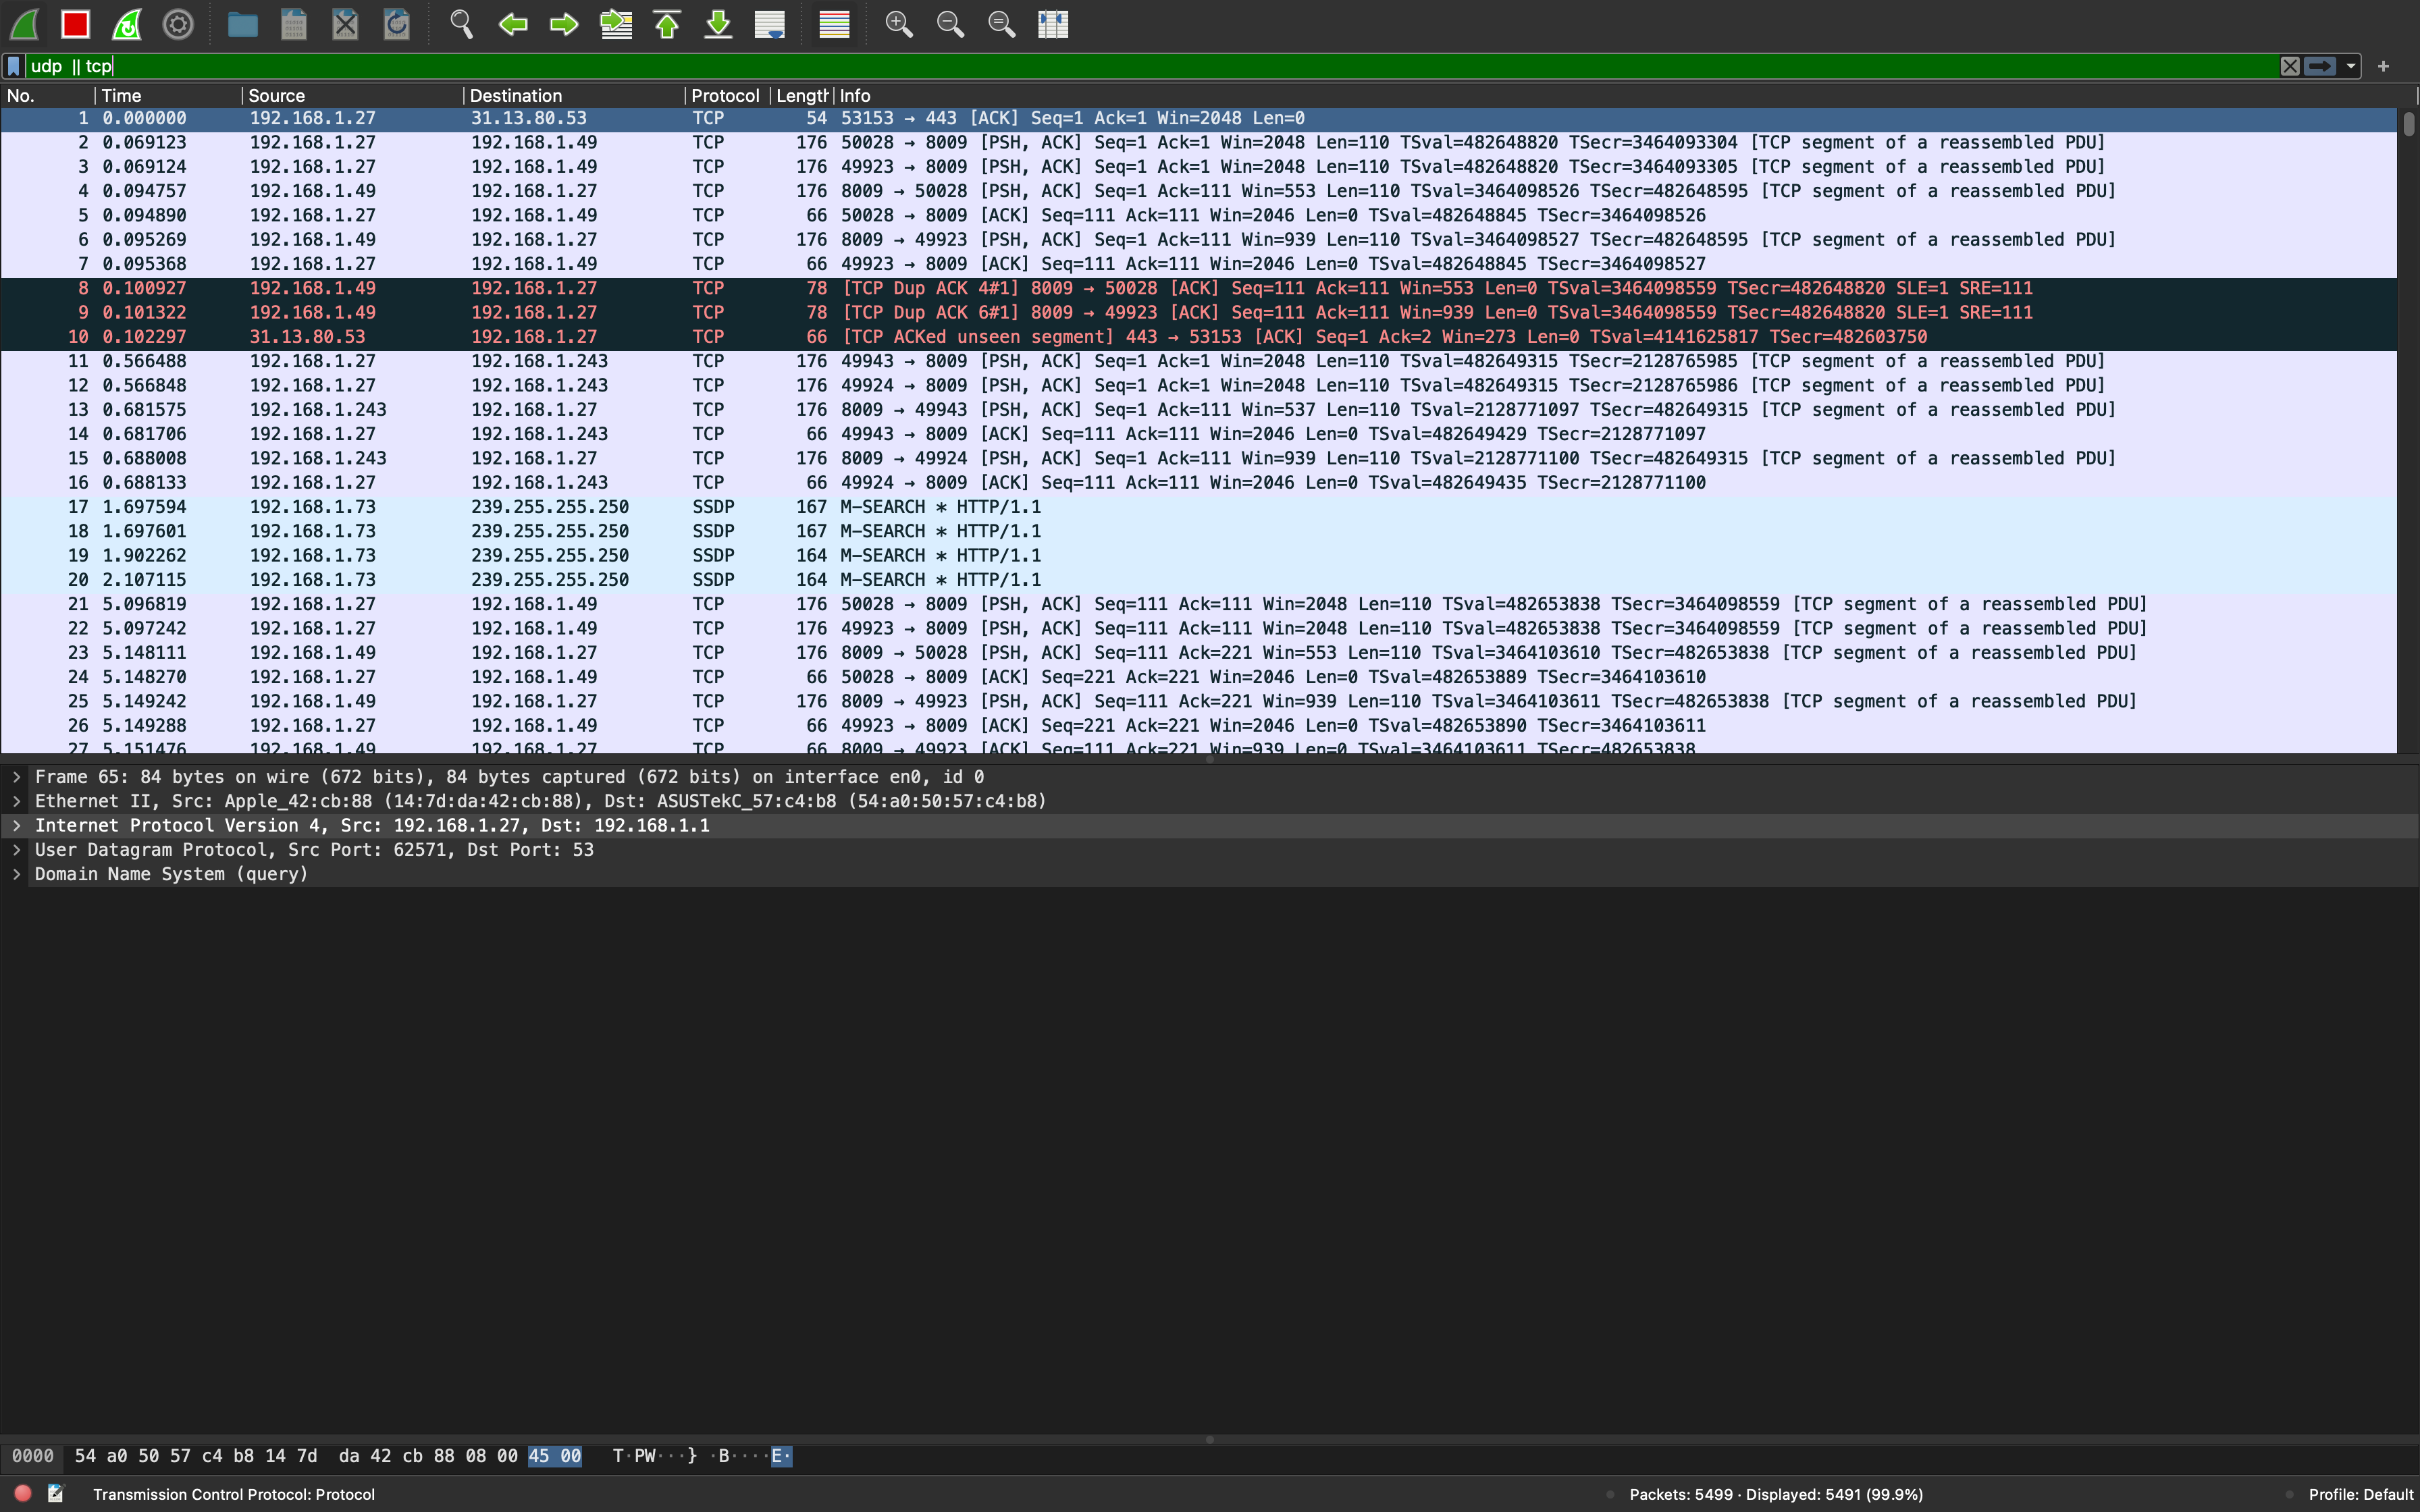 udp || tcp
No. Time Source Destination Protocol Length Info
1 0.000000 192.168.1.27 31.13.80.53 TCP 54 53153 → 443 [ACK] Seq=1 Ack=1 Win=2048 Len=0
2 0.069123 192.168.1.27 192.168.1.49 TCP 176 50028 → 8009 [PSH, ACK] Seq=1 Ack=1 Win=2048 Len=110 TSval=482648820 TSecr=3464093304 [TCP segment of a reassembled PDU]
3 0.069124 192.168.1.27 192.168.1.49 TCP 176 49923 → 8009 [PSH, ACK] Seq=1 Ack=1 Win=2048 Len=110 TSval=482648820 TSecr=3464093305 [TCP segment of a reassembled PDU]
4 0.094757 192.168.1.49 192.168.1.27 TCP 176 8009 → 50028 [PSH, ACK] Seq=1 Ack=111 Win=553 Len=110 TSval=3464098526 TSecr=482648595 [TCP segment of a reassembled PDU]
5 0.094890 192.168.1.27 192.168.1.49 TCP 66 50028 → 8009 [ACK] Seq=111 Ack=111 Win=2046 Len=0 TSval=482648845 TSecr=3464098526
6 0.095269 192.168.1.49 192.168.1.27 TCP 176 8009 → 49923 [PSH, ACK] Seq=1 Ack=111 Win=939 Len=110 TSval=3464098527 TSecr=482648595 [TCP segment of a reassembled PDU]
7 0.095368 192.168.1.27 192.168.1.49 TCP 66 49923 → 8009 [ACK] Seq=111 Ack=111 Win=2046 Len=0 TSval=482648845 TSecr=3464098527
8 0.100927 192.168.1.49 192.168.1.27 TCP 78 [TCP Dup ACK 4#1] 8009 → 50028 [ACK] Seq=111 Ack=111 Win=553 Len=0 TSval=3464098559 TSecr=482648820 SLE=1 SRE=111
9 0.101322 192.168.1.49 192.168.1.27 TCP 78 [TCP Dup ACK 6#1] 8009 → 49923 [ACK] Seq=111 Ack=111 Win=939 Len=0 TSval=3464098559 TSecr=482648820 SLE=1 SRE=111
10 0.102297 31.13.80.53 192.168.1.27 TCP 66 [TCP ACKed unseen segment] 443 → 53153 [ACK] Seq=1 Ack=2 Win=273 Len=0 TSval=4141625817 TSecr=482603750
11 0.566488 192.168.1.27 192.168.1.243 TCP 176 49943 → 8009 [PSH, ACK] Seq=1 Ack=1 Win=2048 Len=110 TSval=482649315 TSecr=2128765985 [TCP segment of a reassembled PDU]
12 0.566848 192.168.1.27 192.168.1.243 TCP 176 49924 → 8009 [PSH, ACK] Seq=1 Ack=1 Win=2048 Len=110 TSval=482649315 TSecr=2128765986 [TCP segment of a reassembled PDU]
13 0.681575 192.168.1.243 192.168.1.27 TCP 176 8009 → 49943 [PSH, ACK] Seq=1 Ack=111 Win=537 Len=110 TSval=2128771097 TSecr=482649315 [TCP segment of a reassembled PDU]
14 0.681706 192.168.1.27 192.168.1.243 TCP 66 49943 → 8009 [ACK] Seq=111 Ack=111 Win=2046 Len=0 TSval=482649429 TSecr=2128771097
15 0.688008 192.168.1.243 192.168.1.27 TCP 176 8009 → 49924 [PSH, ACK] Seq=1 Ack=111 Win=939 Len=110 TSval=2128771100 TSecr=482649315 [TCP segment of a reassembled PDU]
16 0.688133 192.168.1.27 192.168.1.243 TCP 66 49924 → 8009 [ACK] Seq=111 Ack=111 Win=2046 Len=0 TSval=482649435 TSecr=2128771100
17 1.697594 192.168.1.73 239.255.255.250 SSDP 167 M-SEARCH * HTTP/1.1
18 1.697601 192.168.1.73 239.255.255.250 SSDP 167 M-SEARCH * HTTP/1.1
19 1.902262 192.168.1.73 239.255.255.250 SSDP 164 M-SEARCH * HTTP/1.1
20 2.107115 192.168.1.73 239.255.255.250 SSDP 164 M-SEARCH * HTTP/1.1
21 5.096819 192.168.1.27 192.168.1.49 TCP 176 50028 → 8009 [PSH, ACK] Seq=111 Ack=111 Win=2048 Len=110 TSval=482653838 TSecr=3464098559 [TCP segment of a reassembled PDU]
22 5.097242 192.168.1.27 192.168.1.49 TCP 176 49923 → 8009 [PSH, ACK] Seq=111 Ack=111 Win=2048 Len=110 TSval=482653838 TSecr=3464098559 [TCP segment of a reassembled PDU]
23 5.148111 192.168.1.49 192.168.1.27 TCP 176 8009 → 50028 [PSH, ACK] Seq=111 Ack=221 Win=553 Len=110 TSval=3464103610 TSecr=482653838 [TCP segment of a reassembled PDU]
24 5.148270 192.168.1.27 192.168.1.49 TCP 66 50028 → 8009 [ACK] Seq=221 Ack=221 Win=2046 Len=0 TSval=482653889 TSecr=3464103610
25 5.149242 192.168.1.49 192.168.1.27 TCP 176 8009 → 49923 [PSH, ACK] Seq=111 Ack=221 Win=939 Len=110 TSval=3464103611 TSecr=482653838 [TCP segment of a reassembled PDU]
26 5.149288 192.168.1.27 192.168.1.49 TCP 66 49923 → 8009 [ACK] Seq=221 Ack=221 Win=2046 Len=0 TSval=482653890 TSecr=3464103611
27 5.151476 192.168.1.49 192.168.1.27 TCP 66 8009 → 49923 [ACK] Seq=111 Ack=221 Win=939 Len=0 TSval=3464103611 TSecr=482653838
Frame 65: 84 bytes on wire (672 bits), 84 bytes captured (672 bits) on interface en0, id 0
Ethernet II, Src: Apple_42:cb:88 (14:7d:da:42:cb:88), Dst: ASUSTekC_57:c4:b8 (54:a0:50:57:c4:b8)
Internet Protocol Version 4, Src: 192.168.1.27, Dst: 192.168.1.1
User Datagram Protocol, Src Port: 62571, Dst Port: 53
Domain Name System (query)
0000 54 a0 50 57 c4 b8 14 7d da 42 cb 88 08 00 45 00 T·PW···} ·B····E·
Transmission Control Protocol: Protocol Packets: 5499 · Displayed: 5491 (99.9%) Profile: Default